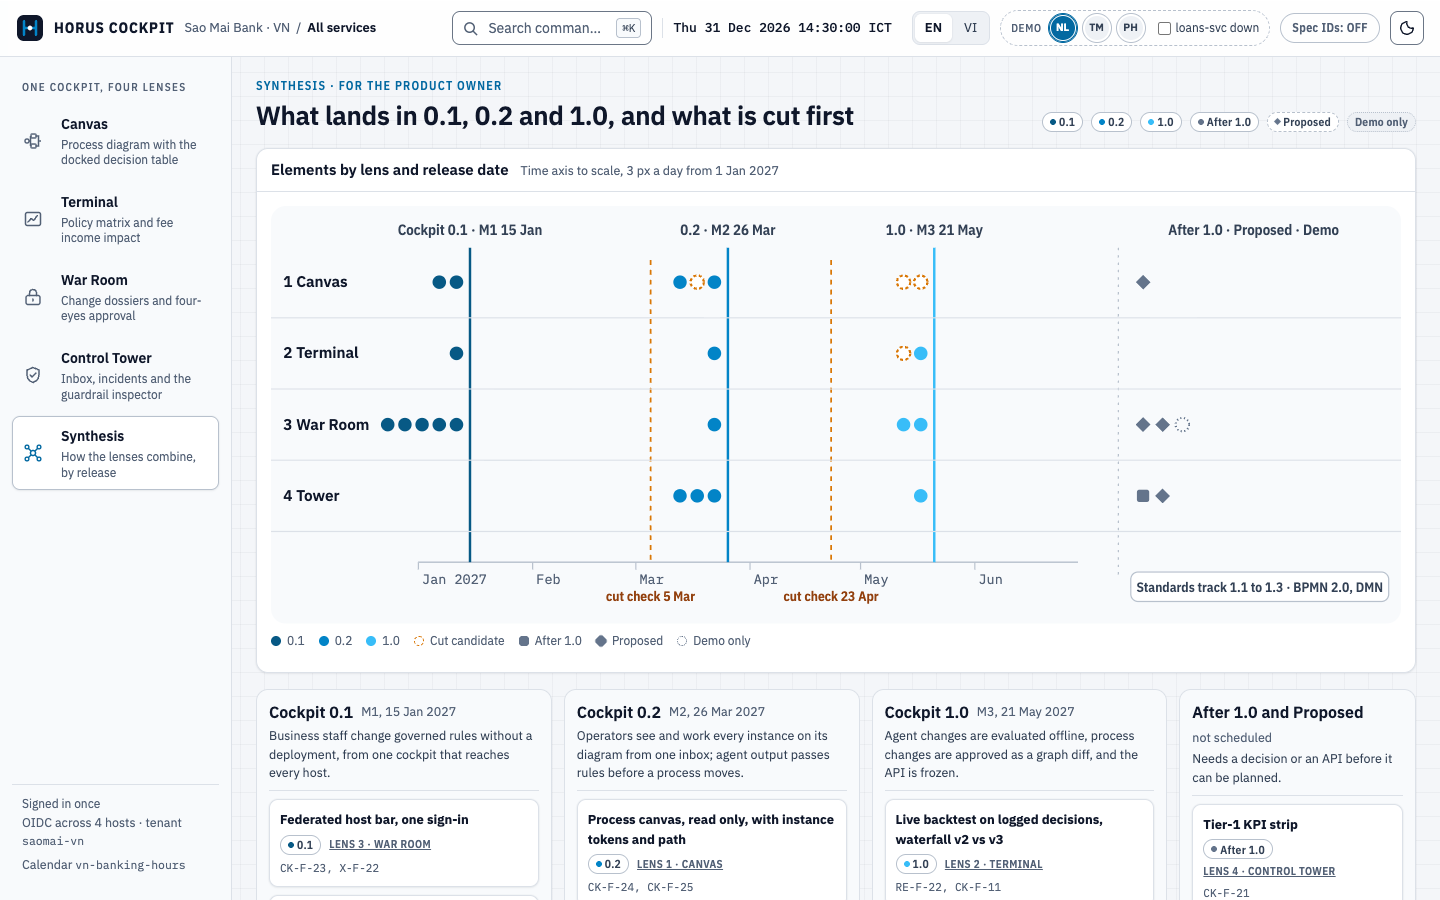 HORUS COCKPIT
Sao Mai Bank · VN / All services
Search comman...
⌘K
Thu 31 Dec 2026 14:30:00 ICT
EN VI
DEMO NL TM PH loans-svc down
Spec IDs: OFF
ONE COCKPIT, FOUR LENSES
Canvas
Process diagram with the
docked decision table
Terminal
Policy matrix and fee
income impact
War Room
Change dossiers and four-
eyes approval
Control Tower
Inbox, incidents and the
guardrail inspector
Synthesis
How the lenses combine,
by release
Signed in once
OIDC across 4 hosts · tenant
saomai-vn
Calendar vn-banking-hours
SYNTHESIS · FOR THE PRODUCT OWNER
What lands in 0.1, 0.2 and 1.0, and what is cut first
0.1 0.2 1.0 After 1.0 Proposed Demo only
Elements by lens and release date Time axis to scale, 3 px a day from 1 Jan 2027
Cockpit 0.1 · M1 15 Jan
0.2 · M2 26 Mar
1.0 · M3 21 May
After 1.0 · Proposed · Demo
1 Canvas
2 Terminal
3 War Room
4 Tower
Jan 2027 Feb Mar Apr May Jun
cut check 5 Mar
cut check 23 Apr
Standards track 1.1 to 1.3 · BPMN 2.0, DMN
0.1 0.2 1.0 Cut candidate After 1.0 Proposed Demo only
Cockpit 0.1 M1, 15 Jan 2027
Business staff change governed rules without a
deployment, from one cockpit that reaches
every host.
Federated host bar, one sign-in
0.1 LENS 3 · WAR ROOM
CK-F-23, X-F-22
Cockpit 0.2 M2, 26 Mar 2027
Operators see and work every instance on its
diagram from one inbox; agent output passes
rules before a process moves.
Process canvas, read only, with instance
tokens and path
0.2 LENS 1 · CANVAS
CK-F-24, CK-F-25
Cockpit 1.0 M3, 21 May 2027
Agent changes are evaluated offline, process
changes are approved as a graph diff, and the
API is frozen.
Live backtest on logged decisions,
waterfall v2 vs v3
1.0 LENS 2 · TERMINAL
RE-F-22, CK-F-11
After 1.0 and Proposed
not scheduled
Needs a decision or an API before it
can be planned.
Tier-1 KPI strip
After 1.0
LENS 4 · CONTROL TOWER
CK-F-21